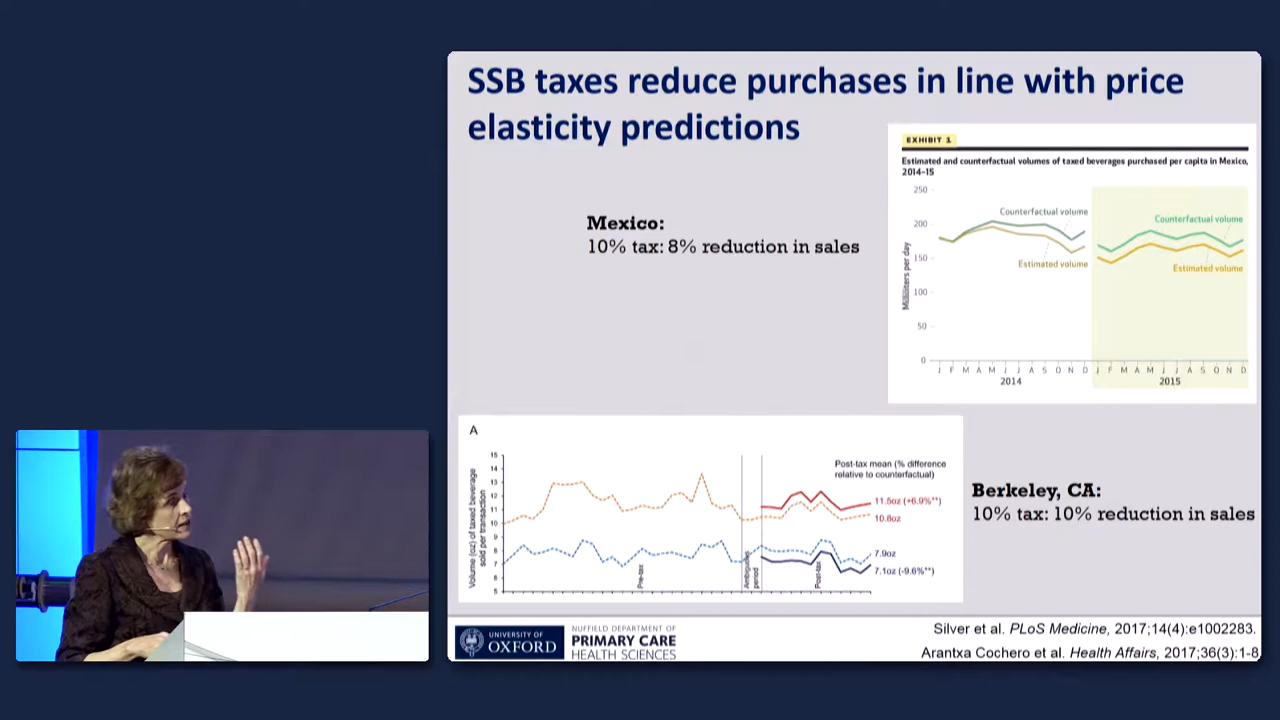 SSB taxes reduce purchases in line with price
elasticity predictions
EXHIBIT 1
Estimated and counterfactual volumes of taxed beverages purchased per capita in Mexico,
2014–15
Mexico:
10% tax: 8% reduction in sales
Milliliters per day
250
200
150
100
50
0
Counterfactual volume
Estimated volume
Counterfactual volume
Estimated volume
J F M A M J J A S O N D J F M A M J J A S O N D
2014 2015
A
Volume (oz) of taxed beverage
sold per transaction
15
14
13
12
11
10
9
8
7
6
5
Pre-tax
Ambiguous
period
Post-tax
Post-tax mean (% difference
relative to counterfactual)
11.5oz (+6.9%**)
10.8oz
7.9oz
7.1oz (-9.6%**)
Berkeley, CA:
10% tax: 10% reduction in sales
UNIVERSITY OF
OXFORD
NUFFIELD DEPARTMENT OF
PRIMARY CARE
HEALTH SCIENCES
Silver et al. PLoS Medicine, 2017;14(4):e1002283.
Arantxa Cochero et al. Health Affairs, 2017;36(3):1-8